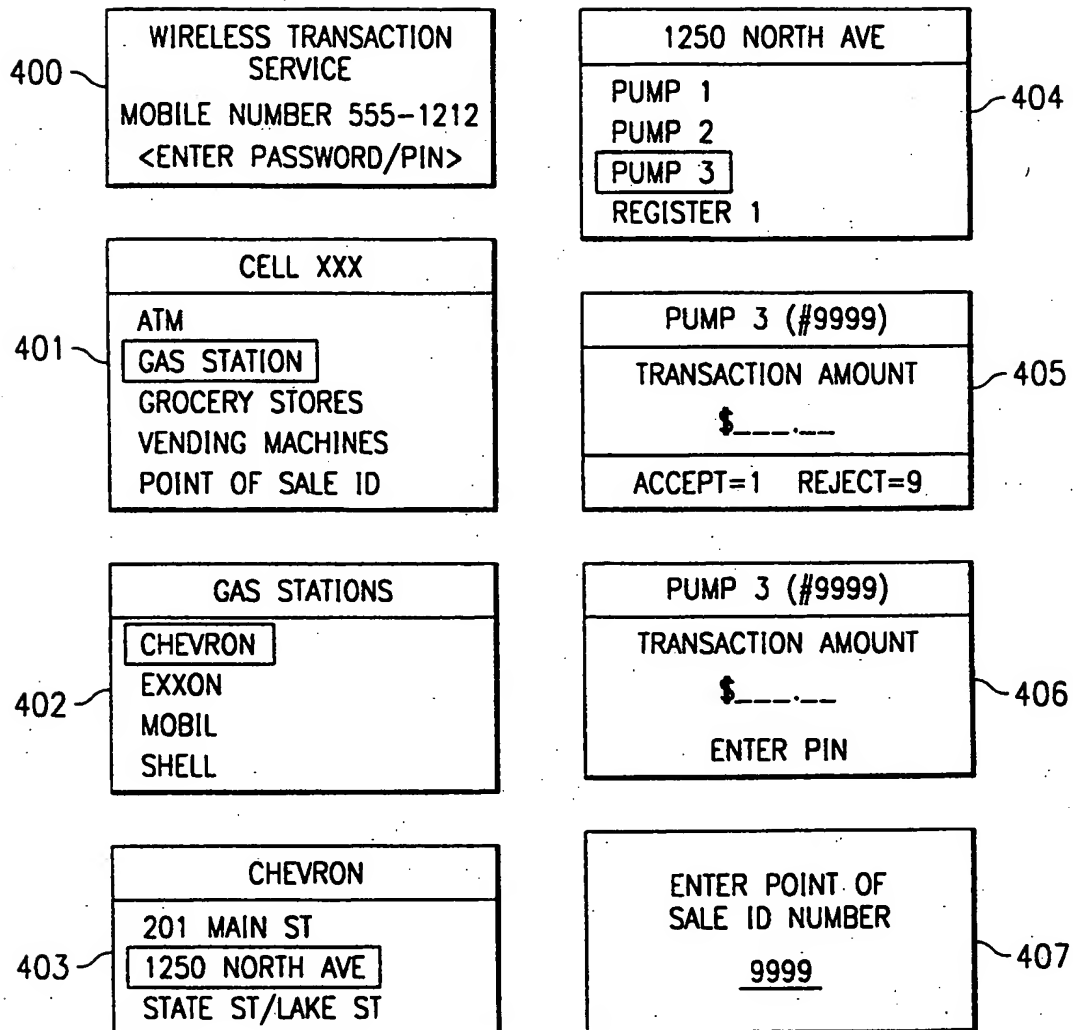 400
WIRELESS TRANSACTION
SERVICE
MOBILE NUMBER 555-1212
<ENTER PASSWORD/PIN>
401
CELL XXX
ATM
GAS STATION
GROCERY STORES
VENDING MACHINES
POINT OF SALE ID
402
GAS STATIONS
CHEVRON
EXXON
MOBIL
SHELL
403
CHEVRON
201 MAIN ST
1250 NORTH AVE
STATE ST/LAKE ST
1250 NORTH AVE
404
PUMP 1
PUMP 2
PUMP 3
REGISTER 1
PUMP 3 (#9999)
TRANSACTION AMOUNT
405
$___.__
ACCEPT=1 REJECT=9
PUMP 3 (#9999)
TRANSACTION AMOUNT
406
$___.__
ENTER PIN
ENTER POINT OF
SALE ID NUMBER
407
9999